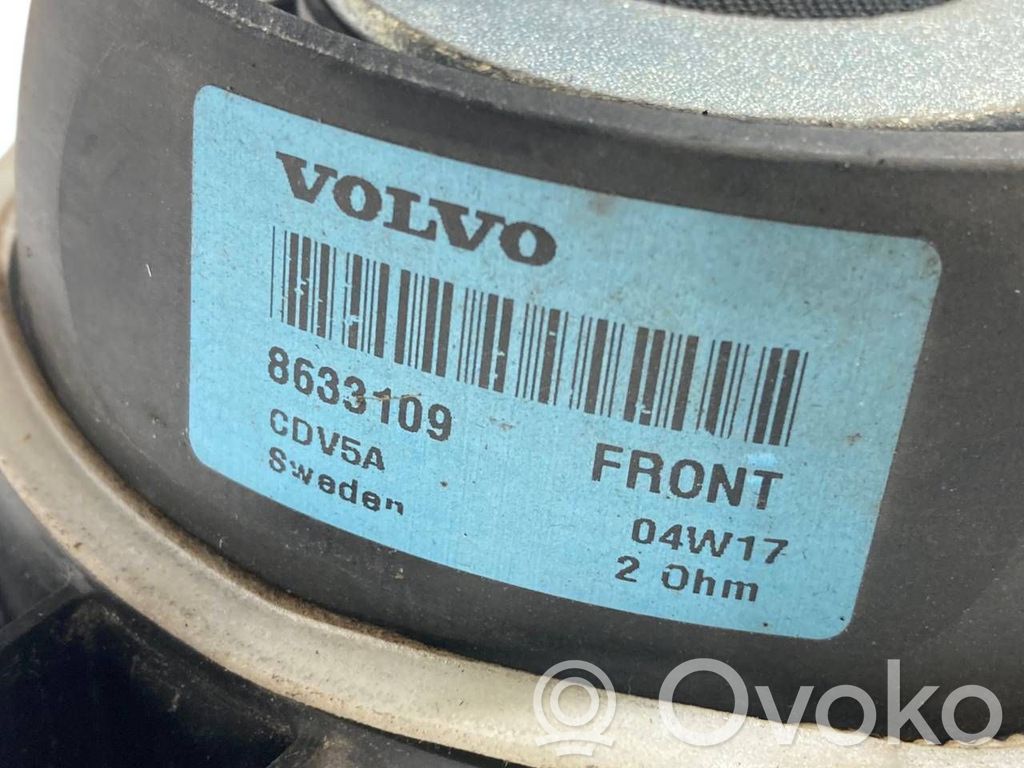 VOLVO
8633109
CDV5A
Sweden
FRONT
04W17
2 Ohm
© Ovoko